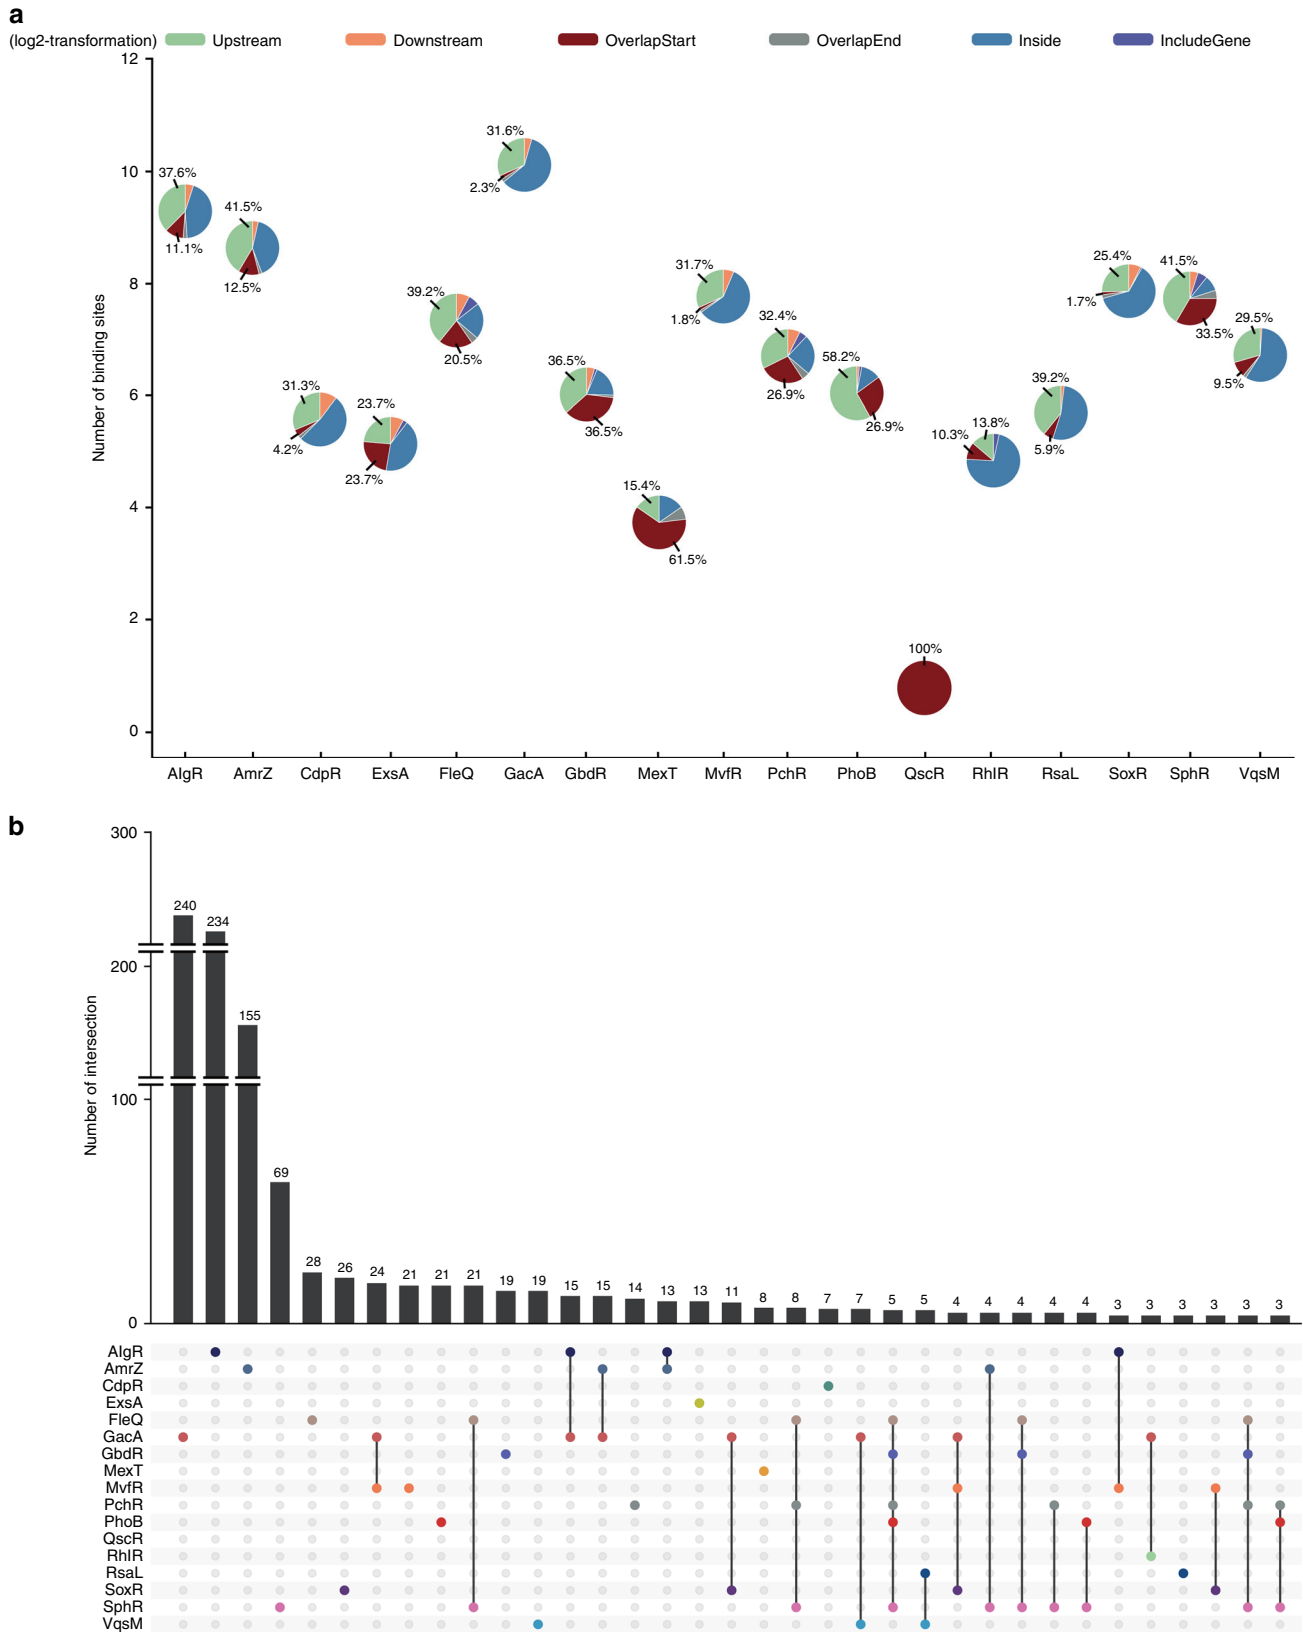 a
(log2-transformation) Upstream Downstream OverlapStart OverlapEnd Inside IncludeGene
12
10
8
6
4
2
0
Number of binding sites
37.6%
11.1%
41.5%
12.5%
31.3%
4.2%
23.7%
23.7%
39.2%
20.5%
31.6%
2.3%
36.5%
36.5%
15.4%
61.5%
31.7%
1.8%
32.4%
26.9%
58.2%
26.9%
100%
10.3%
13.8%
39.2%
5.9%
25.4%
1.7%
41.5%
33.5%
29.5%
9.5%
AlgR AmrZ CdpR ExsA FleQ GacA GbdR MexT MvfR PchR PhoB QscR RhlR RsaL SoxR SphR VqsM
b
300
200
100
0
Number of intersection
240 234 155 69 28 26 24 21 21 21 19 19 15 15 14 13 13 11 8 8 7 7 5 5 4 4 4 4 4 3 3 3 3 3 3
AlgR
AmrZ
CdpR
ExsA
FleQ
GacA
GbdR
MexT
MvfR
PchR
PhoB
QscR
RhlR
RsaL
SoxR
SphR
VqsM